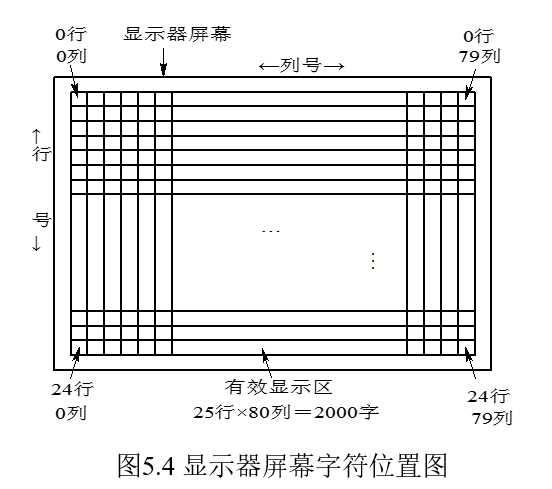 0行
0列
显示器屏幕
←列号→
0行
79列
←行
号→
…
…
24行
0列
有效显示区
25行×80列＝2000字
24行
79列
图5.4 显示器屏幕字符位置图